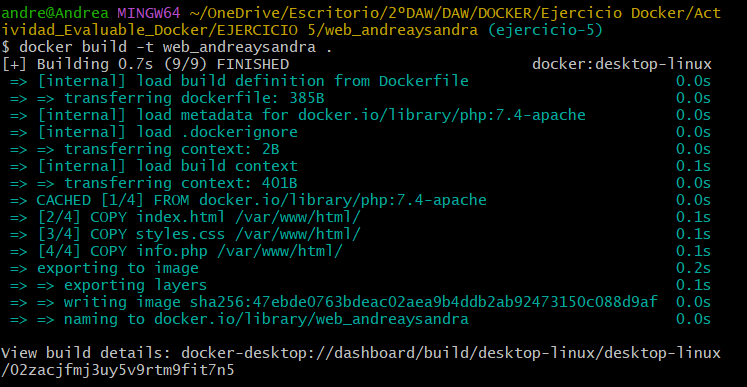 andre@Andrea MINGW64 ~/OneDrive/Escritorio/2ºDAW/DAW/DOCKER/Ejercicio Docker/Act
ividad_Evaluable_Docker/EJERCICIO 5/web_andreaysandra (ejercicio-5)
$ docker build -t web_andreaysandra .
[+] Building 0.7s (9/9) FINISHED docker:desktop-linux
=> [internal] load build definition from Dockerfile 0.0s
=> => transferring dockerfile: 385B 0.0s
=> [internal] load metadata for docker.io/library/php:7.4-apache 0.0s
=> [internal] load .dockerignore 0.0s
=> => transferring context: 2B 0.0s
=> [internal] load build context 0.1s
=> => transferring context: 401B 0.0s
=> CACHED [1/4] FROM docker.io/library/php:7.4-apache 0.0s
=> [2/4] COPY index.html /var/www/html/ 0.1s
=> [3/4] COPY styles.css /var/www/html/ 0.1s
=> [4/4] COPY info.php /var/www/html/ 0.1s
=> exporting to image 0.2s
=> => exporting layers 0.1s
=> => writing image sha256:47ebde0763bdeac02aea9b4ddb2ab92473150c088d9af 0.0s
=> => naming to docker.io/library/web_andreaysandra 0.0s
View build details: docker-desktop://dashboard/build/desktop-linux/desktop-linux
/02zacjfmj3uy5v9rtm9fit7n5